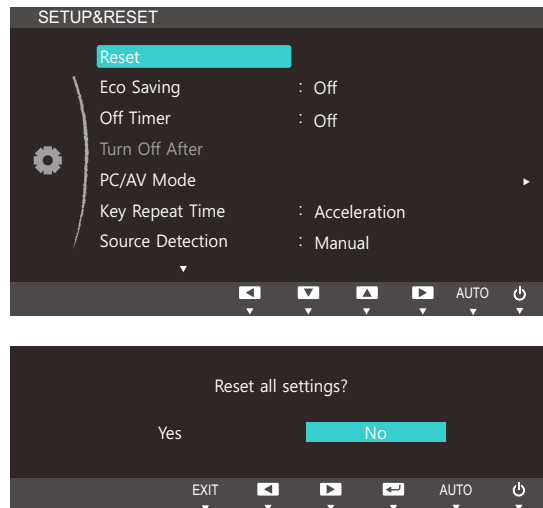 SETUP&RESET
Reset
Eco Saving : Off
Off Timer : Off
Turn Off After
PC/AV Mode
Key Repeat Time : Acceleration
Source Detection : Manual
AUTO
Reset all settings?
Yes No
EXIT AUTO